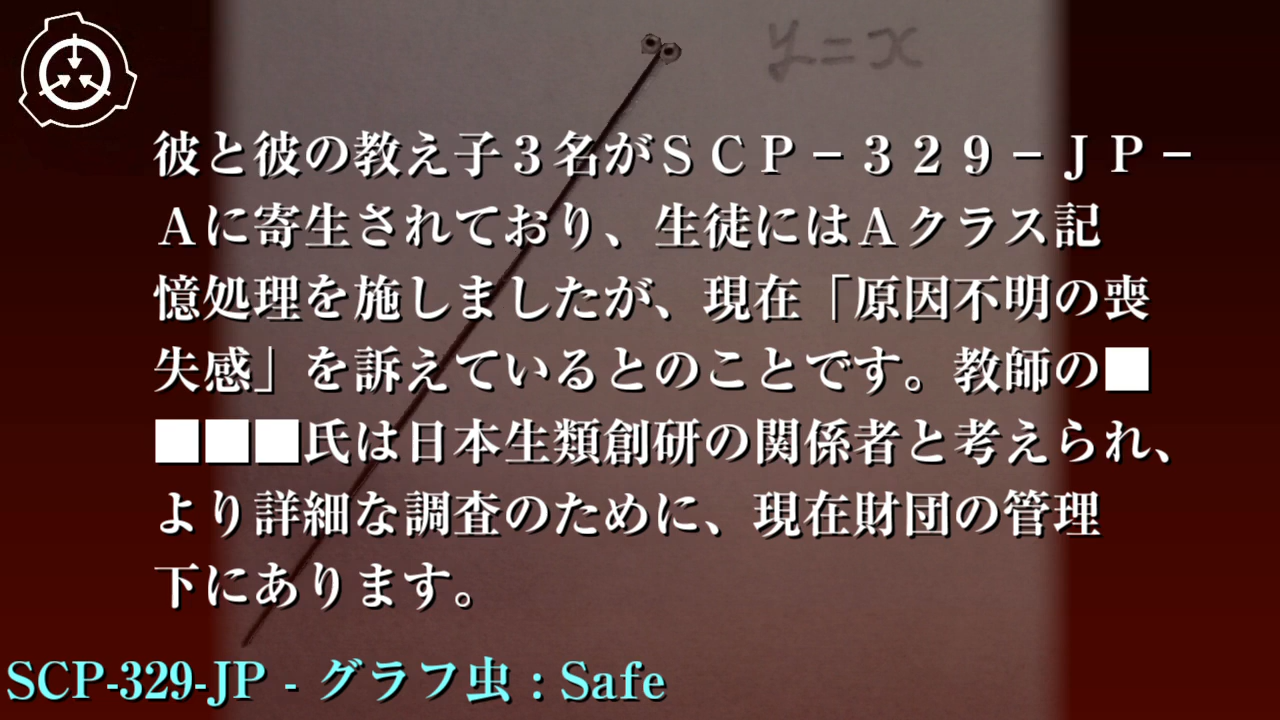 y=x
彼と彼の教え子３名がＳＣＰ－３２９－ＪＰ－
Ａに寄生されており、生徒にはＡクラス記
憶処理を施しましたが、現在「原因不明の喪
失感」を訴えているとのことです。教師の■
■■■氏は日本生類創研の関係者と考えられ、
より詳細な調査のために、現在財団の管理
下にあります。
SCP-329-JP - グラフ虫 : Safe